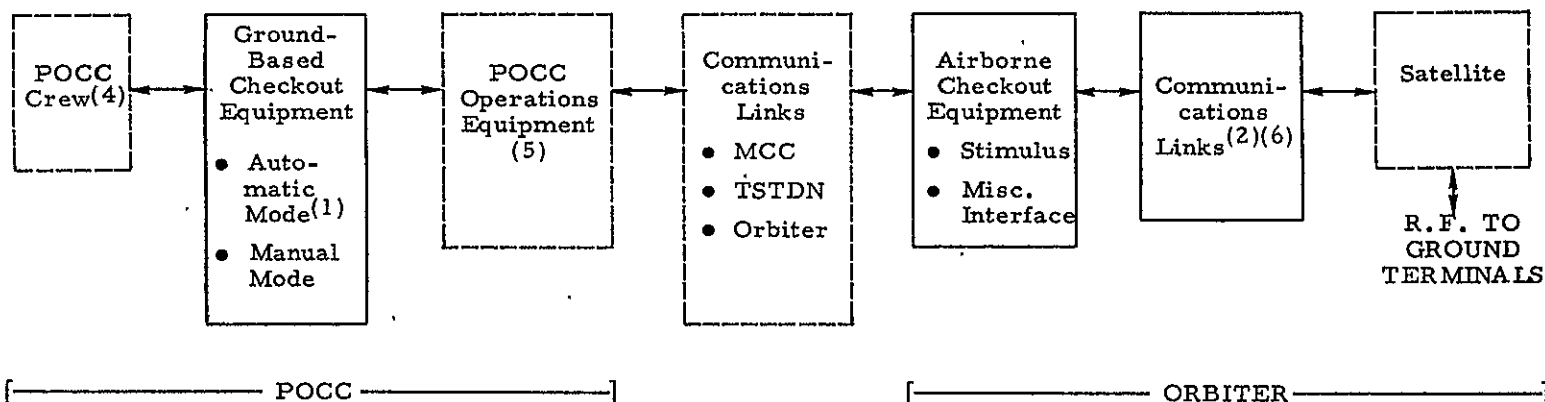 POCC
Crew(4)
Ground-
Based
Checkout
Equipment
● Auto-
matic
Mode(1)
● Manual
Mode
POCC
Operations
Equipment
(5)
Communi-
cations
Links
● MCC
● TSTDN
● Orbiter
Airborne
Checkout
Equipment
● Stimulus
● Misc.
Interface
Communi-
cations
Links(2)(6)
Satellite
R.F. TO
GROUND
TERMINALS
POCC
ORBITER